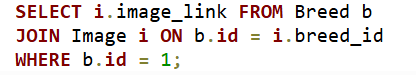 SELECT i.image_link FROM Breed b
JOIN Image i ON b.id = i.breed_id
WHERE b.id = 1;